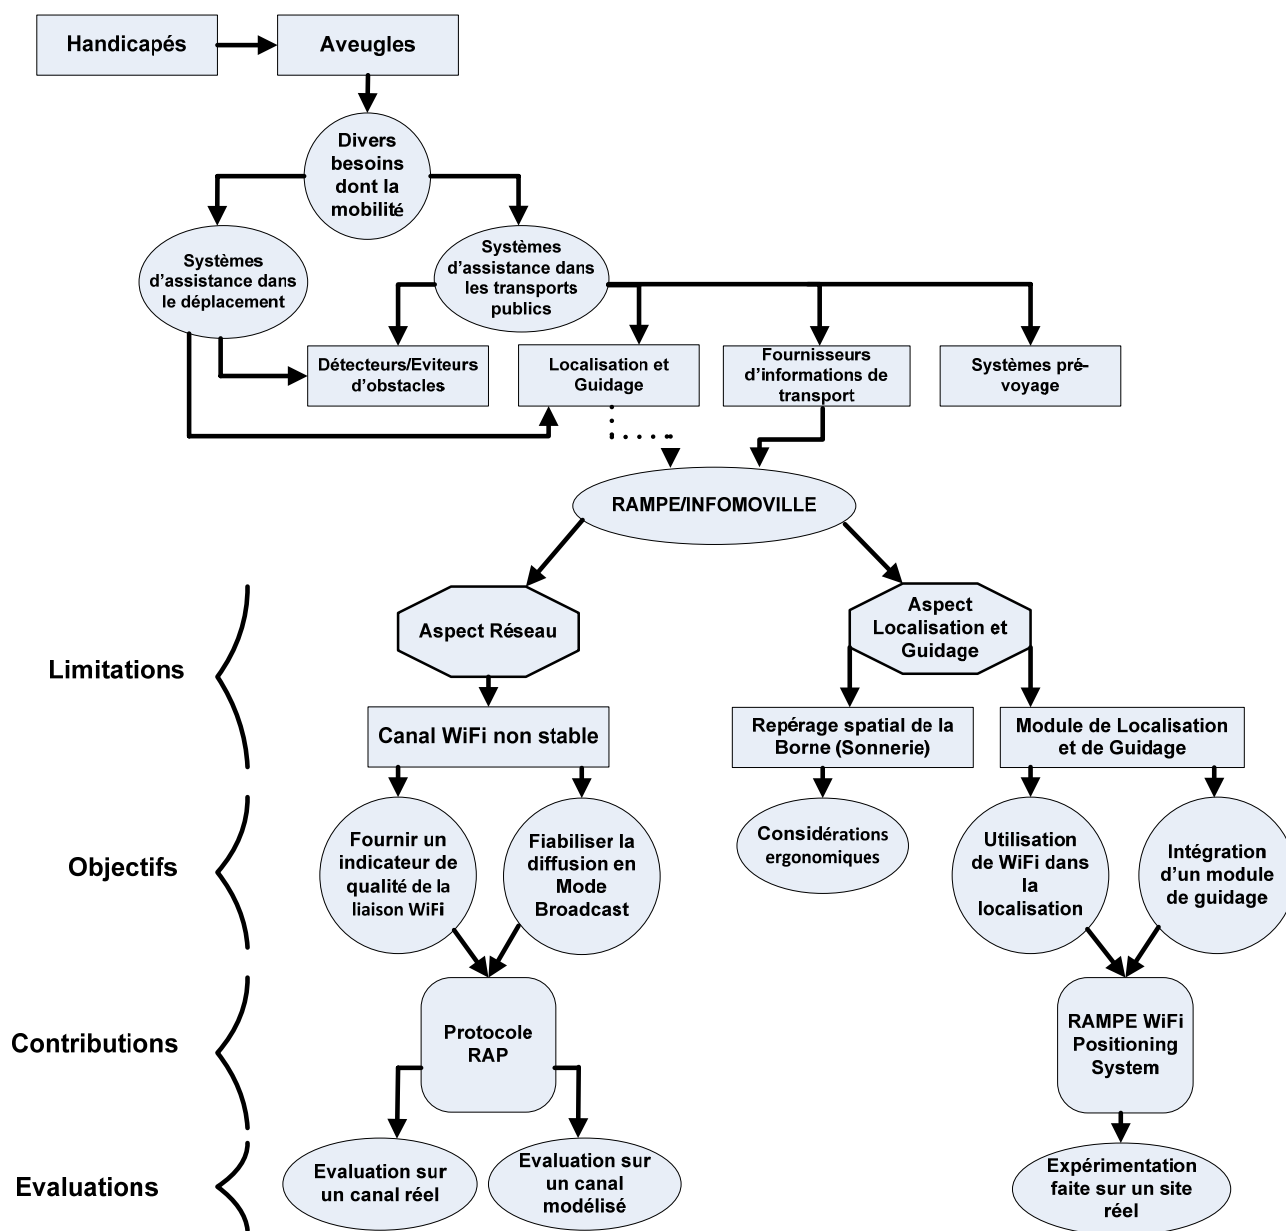 Handicapés
Aveugles
Divers
besoins
dont la
mobilité
Systèmes
d'assistance dans
le déplacement
Systèmes
d'assistance dans
les transports
publics
Détecteurs/Eviteurs
d'obstacles
Localisation et
Guidage
Fournisseurs
d'informations de
transport
Systèmes pré-
voyage
RAMPE/INFOMOVILLE
Limitations
Aspect Réseau
Aspect
Localisation et
Guidage
Canal WiFi non stable
Repérage spatial de la
Borne (Sonnerie)
Module de Localisation
et de Guidage
Objectifs
Fournir un
indicateur de
qualité de la
liaison WiFi
Fiabiliser la
diffusion en
Mode
Broadcast
Considérations
ergonomiques
Utilisation
de WiFi dans
la
localisation
Intégration
d'un module
de guidage
Contributions
Protocole
RAP
RAMPE WiFi
Positioning
System
Evaluations
Evaluation sur
un canal réel
Evaluation sur
un canal
modélisé
Expérimentation
faite sur un site
réel